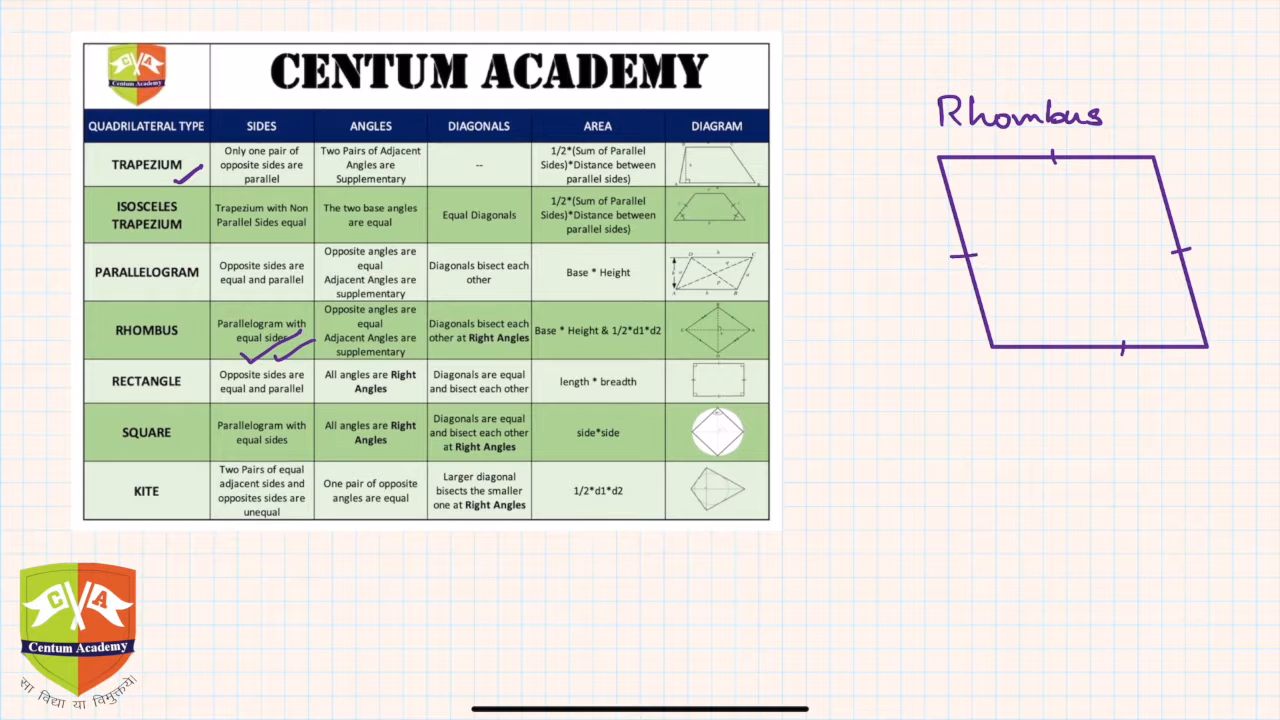 CENTUM ACADEMY
C A
Centum Academy
QUADRILATERAL TYPE SIDES ANGLES DIAGONALS AREA DIAGRAM
TRAPEZIUM
Only one pair of
opposite sides are
parallel
Two Pairs of Adjacent
Angles are
Supplementary
--
1/2*(Sum of Parallel
Sides)*Distance between
parallel sides)
ISOSCELES
TRAPEZIUM
Trapezium with Non
Parallel Sides equal
The two base angles
are equal
Equal Diagonals
1/2*(Sum of Parallel
Sides)*Distance between
parallel sides)
PARALLELOGRAM
Opposite sides are
equal and parallel
Opposite angles are
equal
Adjacent Angles are
supplementary
Diagonals bisect each
other
Base * Height
RHOMBUS
Parallelogram with
equal sides
Opposite angles are
equal
Adjacent Angles are
supplementary
Diagonals bisect each
other at Right Angles
Base * Height & 1/2*d1*d2
RECTANGLE
Opposite sides are
equal and parallel
All angles are Right
Angles
Diagonals are equal
and bisect each other
length * breadth
SQUARE
Parallelogram with
equal sides
All angles are Right
Angles
Diagonals are equal
and bisect each other
at Right Angles
side*side
KITE
Two Pairs of equal
adjacent sides and
opposites sides are
unequal
One pair of opposite
angles are equal
Larger diagonal
bisects the smaller
one at Right Angles
1/2*d1*d2
Rhombus
C A
Centum Academy
सा विद्या या विमुक्तये